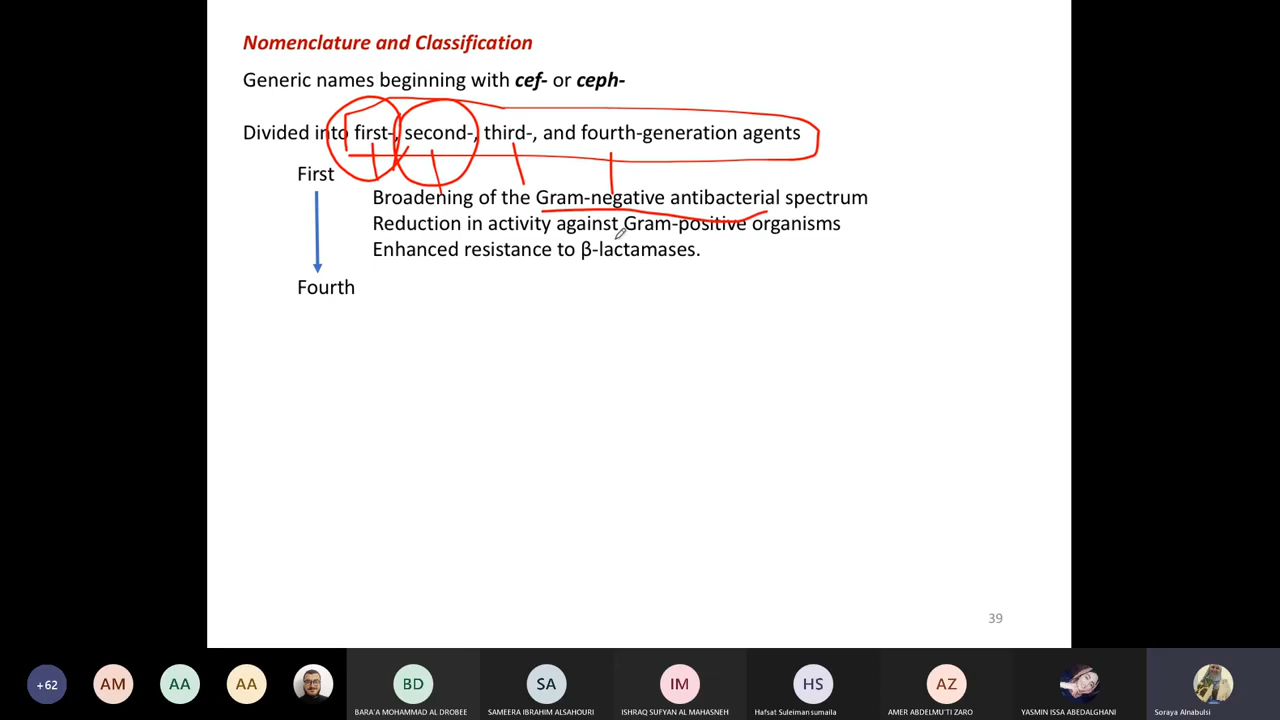 Nomenclature and Classification
Generic names beginning with cef- or ceph-
Divided into first-, second-, third-, and fourth-generation agents
First
Broadening of the Gram-negative antibacterial spectrum
Reduction in activity against Gram-positive organisms
Enhanced resistance to β-lactamases.
Fourth
39
+62
AM
AA
AA
BD
SA
IM
HS
AZ
BARA'A MOHAMMAD AL DROBEE
SAMEERA IBRAHIM ALSAHOURI
ISHRAQ SUFYAN AL MAHASNEH
Hafsat Suleimansumaila
AMER ABDELMU'TI ZARO
YASMIN ISSA ABEDALGHANI
Soraya Alnabulsi